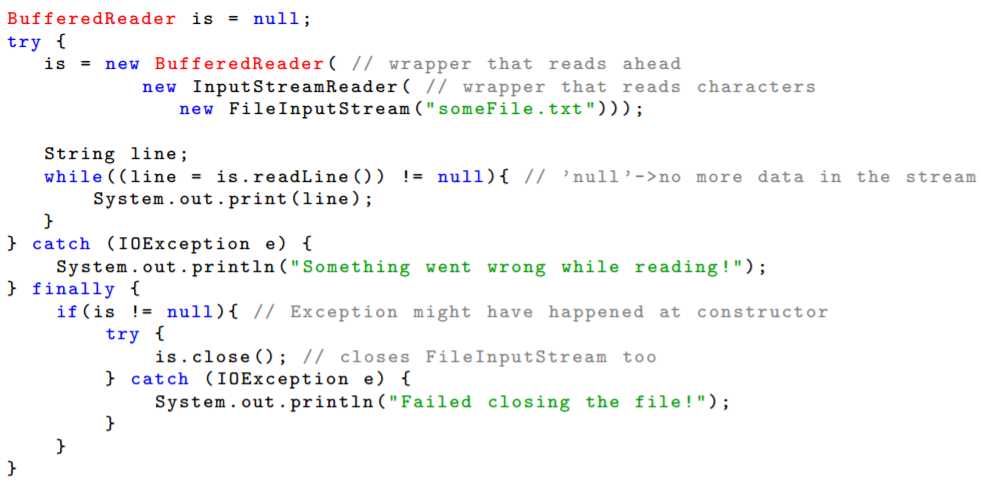 BufferedReader is = null;
try {
   is = new BufferedReader( // wrapper that reads ahead
           new InputStreamReader( // wrapper that reads characters
              new FileInputStream("someFile.txt")));

   String line;
   while((line = is.readLine()) != null){ // ’null’->no more data in the stream
       System.out.print(line);
   }
} catch (IOException e) {
    System.out.println("Something went wrong while reading!");
} finally {
    if(is != null){ // Exception might have happened at constructor
        try {
            is.close(); // closes FileInputStream too
        } catch (IOException e) {
            System.out.println("Failed closing the file!");
        }
    }
}